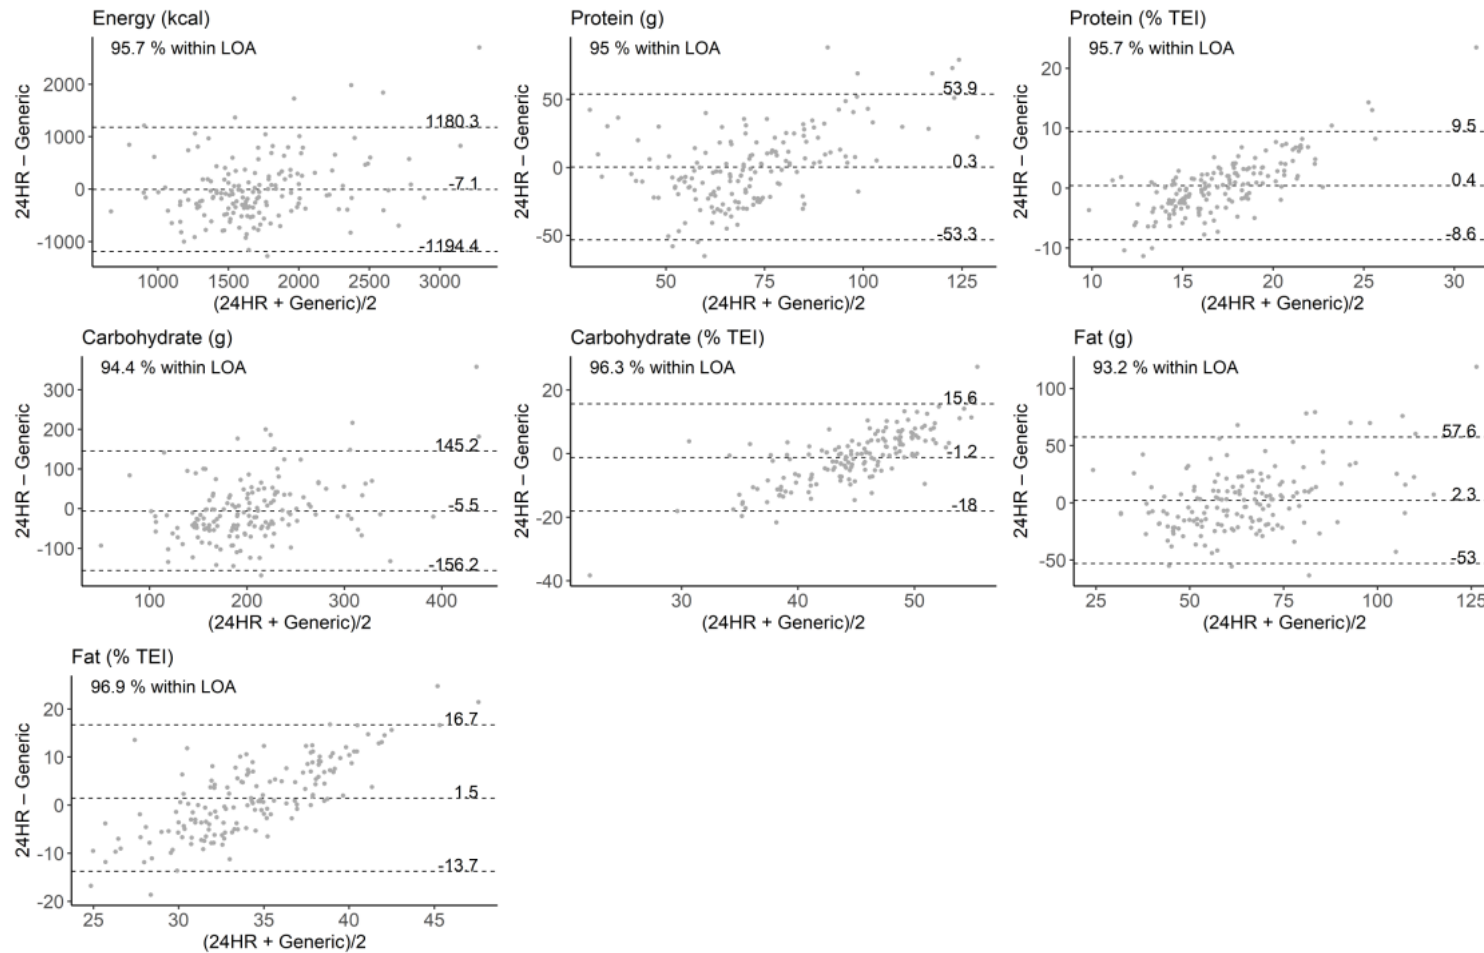 Energy (kcal)
95.7 % within LOA
24HR – Generic
2000
1000
0
-1000
1180.3
-7.1
-1194.4
1000 1500 2000 2500 3000
(24HR + Generic)/2
Protein (g)
95 % within LOA
24HR – Generic
50
0
-50
53.9
0.3
-53.3
50 75 100 125
(24HR + Generic)/2
Protein (% TEI)
95.7 % within LOA
24HR – Generic
20
10
0
-10
9.5
0.4
-8.6
10 15 20 25 30
(24HR + Generic)/2
Carbohydrate (g)
94.4 % within LOA
24HR – Generic
300
200
100
0
-100
145.2
-5.5
-156.2
100 200 300 400
(24HR + Generic)/2
Carbohydrate (% TEI)
96.3 % within LOA
24HR – Generic
20
0
-20
-40
15.6
-1.2
-18
30 40 50
(24HR + Generic)/2
Fat (g)
93.2 % within LOA
24HR – Generic
100
50
0
-50
57.6
2.3
-53
25 50 75 100 125
(24HR + Generic)/2
Fat (% TEI)
96.9 % within LOA
24HR – Generic
20
10
0
-10
-20
16.7
1.5
-13.7
25 30 35 40 45
(24HR + Generic)/2